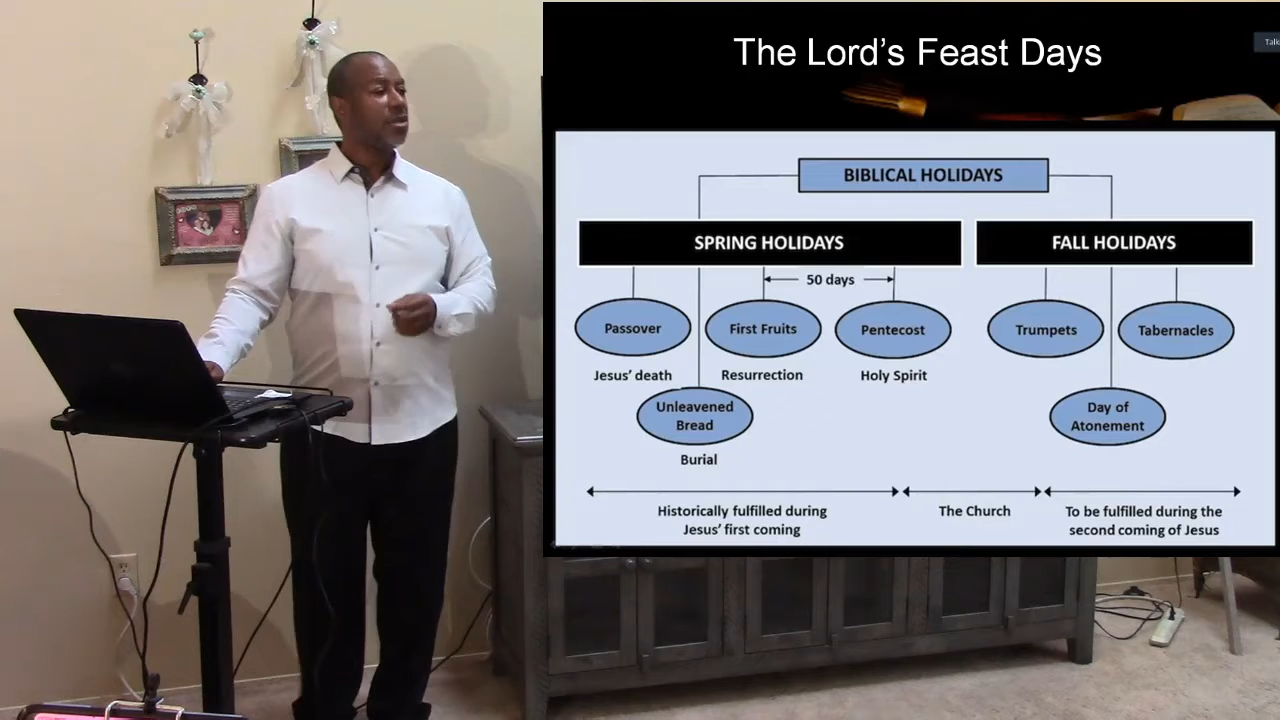 The Lord's Feast Days
Talk
BIBLICAL HOLIDAYS
SPRING HOLIDAYS
FALL HOLIDAYS
50 days
Passover
First Fruits
Pentecost
Trumpets
Tabernacles
Jesus' death
Resurrection
Holy Spirit
Unleavened
Bread
Day of
Atonement
Burial
Historically fulfilled during
Jesus' first coming
The Church
To be fulfilled during the
second coming of Jesus